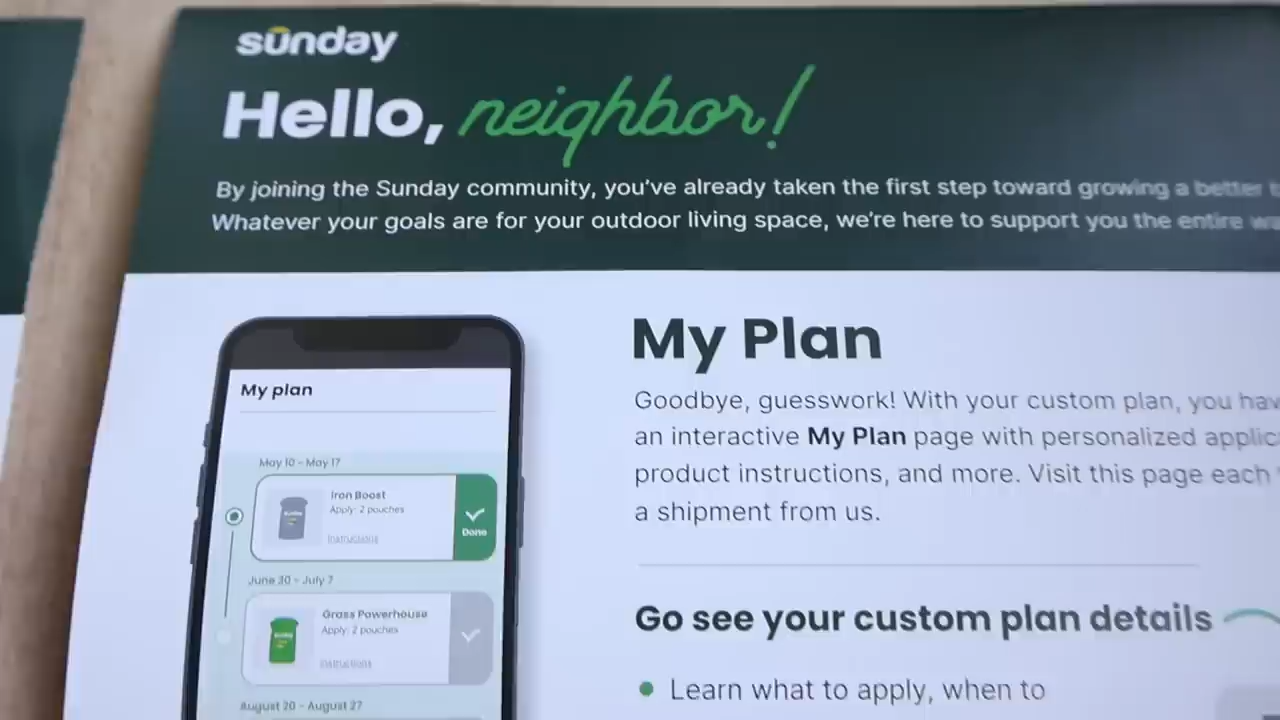 sunday
Hello, neighbor!
By joining the Sunday community, you've already taken the first step toward growing a better
Whatever your goals are for your outdoor living space, we're here to support you the entire
My plan
May 10 - May 17
Iron Boost
Apply: 2 pouches
Instructions
Done
June 30 - July 7
Grass Powerhouse
Apply: 2 pouches
Instructions
August 20 - August 27
My Plan
Goodbye, guesswork! With your custom plan, you hav
an interactive My Plan page with personalized applic
product instructions, and more. Visit this page each
a shipment from us.
Go see your custom plan details
Learn what to apply, when to